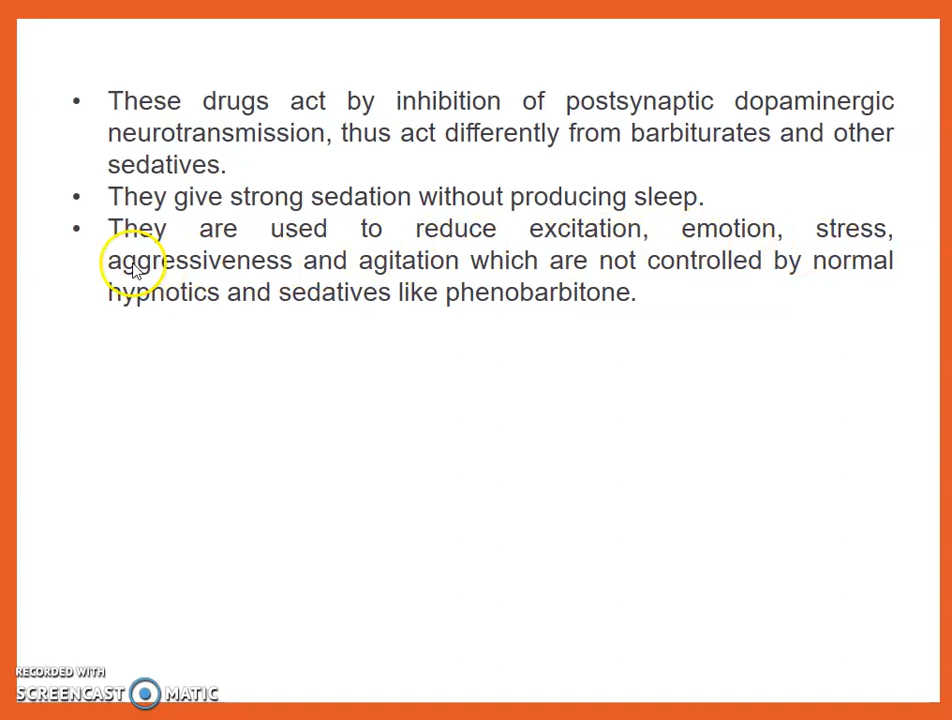 • These drugs act by inhibition of postsynaptic dopaminergic
neurotransmission, thus act differently from barbiturates and other
sedatives.
• They give strong sedation without producing sleep.
• They are used to reduce excitation, emotion, stress,
aggressiveness and agitation which are not controlled by normal
hypnotics and sedatives like phenobarbitone.
RECORDED WITH
SCREENCAST MATIC